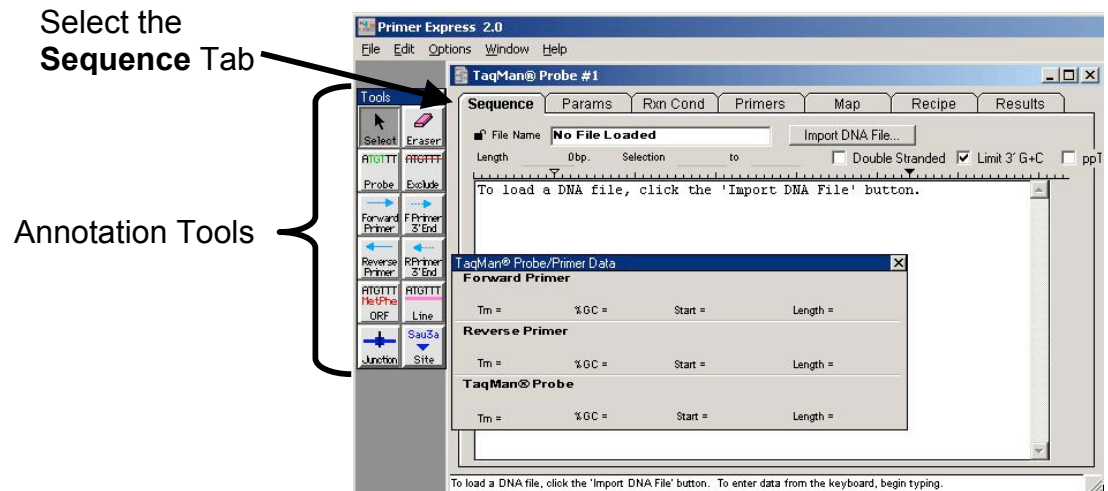 Select the
Sequence Tab
Annotation Tools
Primer Express 2.0
File Edit Options Window Help
TaqMan® Probe #1
Tools
Select Eraser
ATGTTT ATGTTT
Probe Exclude
Forward Primer F Primer 3'End
Reverse Primer RPrimer 3'End
ATGTTT ATGTTT
MetPhe
ORF Line
Sau3a
Junction Site
Sequence Params Rxn Cond Primers Map Recipe Results
File Name No File Loaded Import DNA File...
Length 0bp. Selection to Double Stranded Limit 3' G+C ppT
To load a DNA file, click the 'Import DNA File' button.
TaqMan® Probe/Primer Data
Forward Primer
Tm = %GC = Start = Length =
Reverse Primer
Tm = %GC = Start = Length =
TaqMan® Probe
Tm = %GC = Start = Length =
To load a DNA file, click the 'Import DNA File' button. To enter data from the keyboard, begin typing.